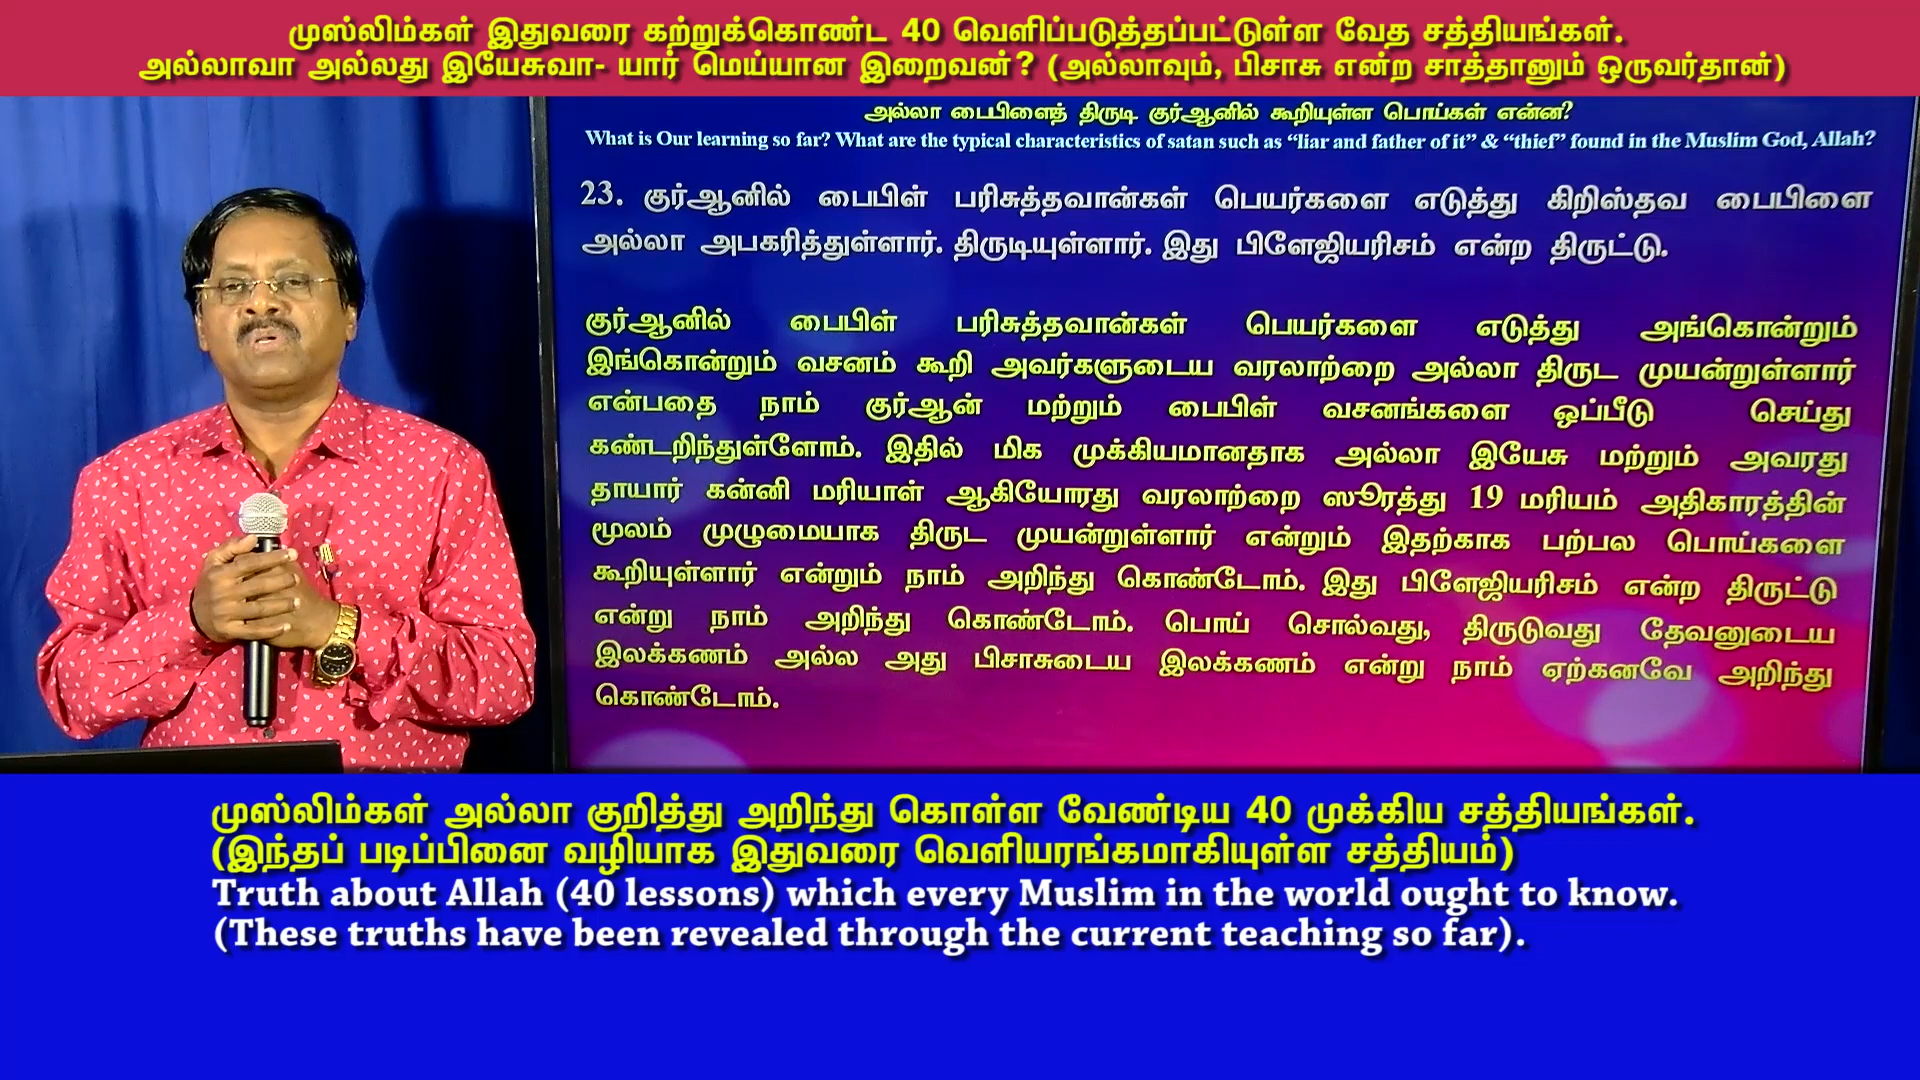 முஸ்லிம்கள் இதுவரை கற்றுக்கொண்ட 40 வெளிப்படுத்தப்பட்டுள்ள வேத சத்தியங்கள்.
அல்லாவா அல்லது இயேசுவா- யார் மெய்யான இறைவன்? (அல்லாவும், பிசாசு என்ற சாத்தானும் ஒருவர்தான்)
அல்லா பைபிளைத் திருடி குர்ஆனில் கூறியுள்ள பொய்கள் என்ன?
What is Our learning so far? What are the typical characteristics of satan such as “liar and father of it” & “thief” found in the Muslim God, Allah?
23. குர்ஆனில் பைபிள் பரிசுத்தவான்கள் பெயர்களை எடுத்து கிறிஸ்தவ பைபிளை
அல்லா அபகரித்துள்ளார். திருடியுள்ளார். இது பிளேஜியரிசம் என்ற திருட்டு.
குர்ஆனில் பைபிள் பரிசுத்தவான்கள் பெயர்களை எடுத்து அங்கொன்றும்
இங்கொன்றும் வசனம் கூறி அவர்களுடைய வரலாற்றை அல்லா திருட முயன்றுள்ளார்
என்பதை நாம் குர்ஆன் மற்றும் பைபிள் வசனங்களை ஒப்பீடு செய்து
கண்டறிந்துள்ளோம். இதில் மிக முக்கியமானதாக அல்லா இயேசு மற்றும் அவரது
தாயார் கன்னி மரியாள் ஆகியோரது வரலாற்றை ஸூரத்து 19 மரியம் அதிகாரத்தின்
மூலம் முழுமையாக திருட முயன்றுள்ளார் என்றும் இதற்காக பற்பல பொய்களை
கூறியுள்ளார் என்றும் நாம் அறிந்து கொண்டோம். இது பிளேஜியரிசம் என்ற திருட்டு
என்று நாம் அறிந்து கொண்டோம். பொய் சொல்வது, திருடுவது தேவனுடைய
இலக்கணம் அல்ல அது பிசாசுடைய இலக்கணம் என்று நாம் ஏற்கனவே அறிந்து
கொண்டோம்.
முஸ்லிம்கள் அல்லா குறித்து அறிந்து கொள்ள வேண்டிய 40 முக்கிய சத்தியங்கள்.
(இந்தப் படிப்பினை வழியாக இதுவரை வெளியரங்கமாகியுள்ள சத்தியம்)
Truth about Allah (40 lessons) which every Muslim in the world ought to know.
(These truths have been revealed through the current teaching so far).